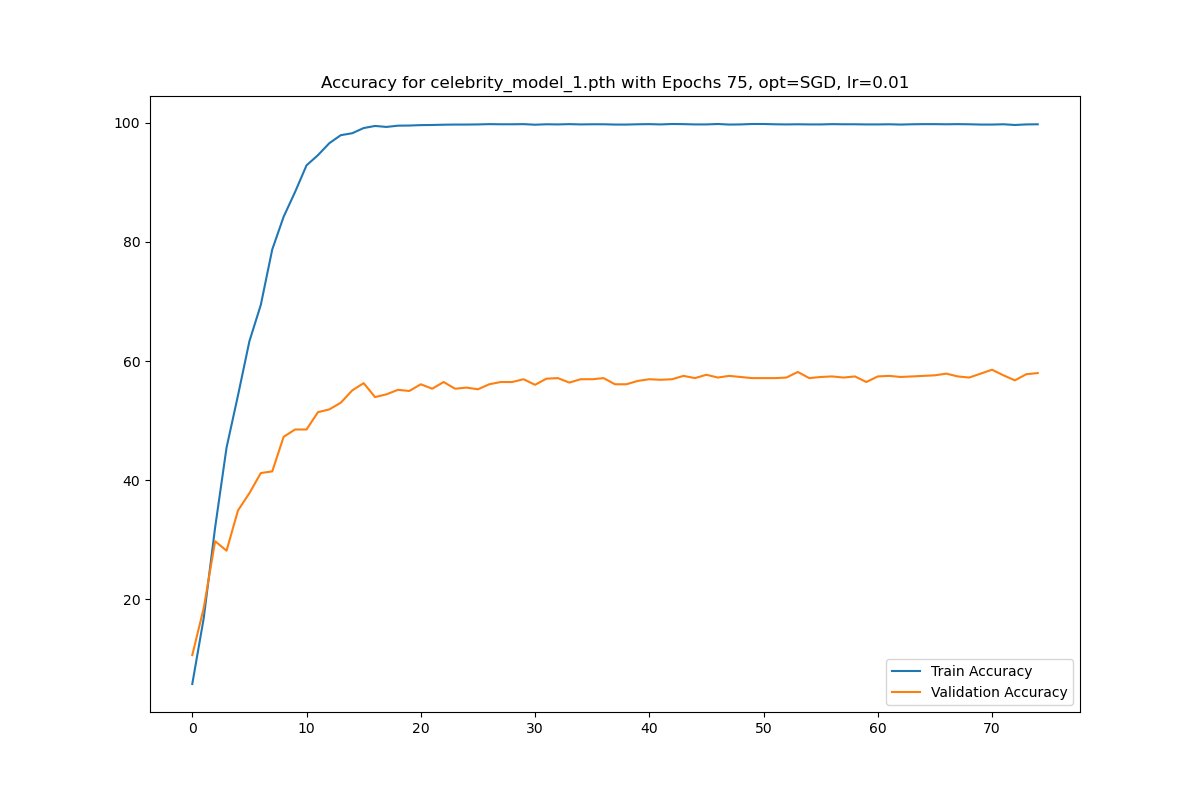 Accuracy for celebrity_model_1.pth with Epochs 75, opt=SGD, lr=0.01
100
80
60
40
20
Train Accuracy
Validation Accuracy
0 10 20 30 40 50 60 70